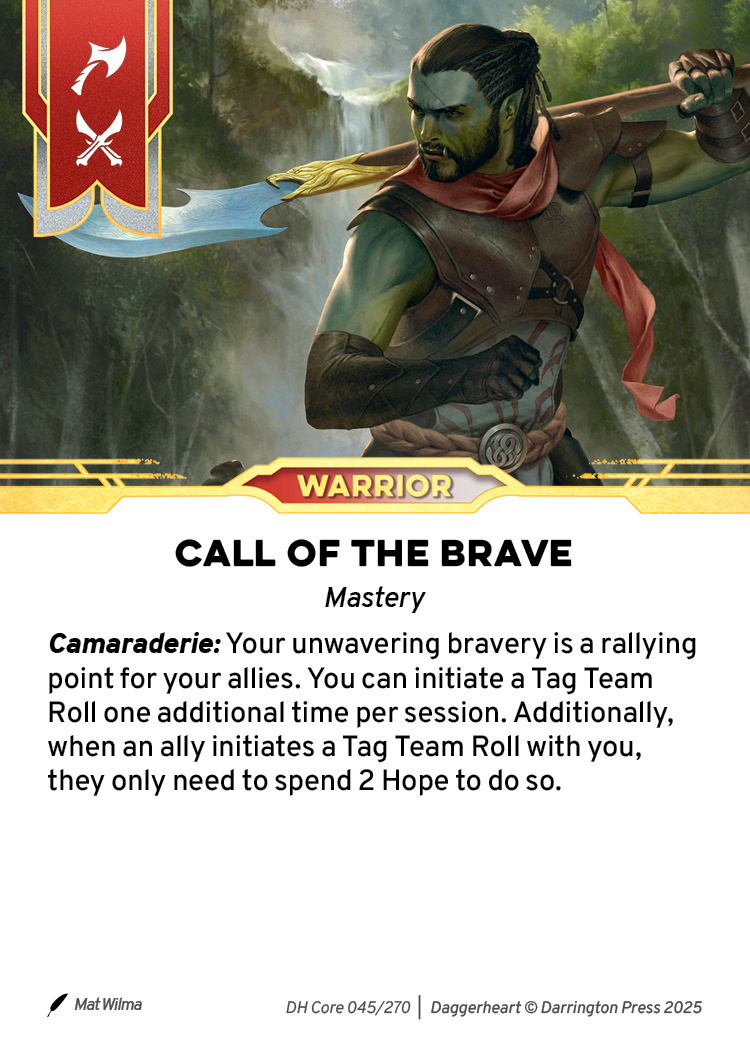 WARRIOR
CALL OF THE BRAVE
Mastery
Camaraderie: Your unwavering bravery is a rallying
point for your allies. You can initiate a Tag Team
Roll one additional time per session. Additionally,
when an ally initiates a Tag Team Roll with you,
they only need to spend 2 Hope to do so.
Mat Wilma
DH Core 045/270 | Daggerheart © Darrington Press 2025